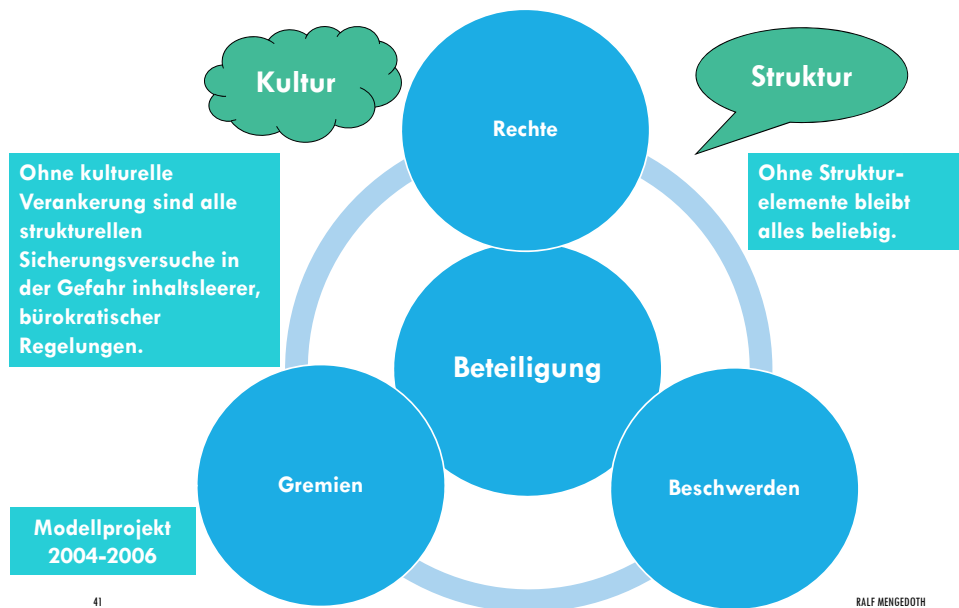 Kultur
Struktur
Rechte
Ohne kulturelle
Verankerung sind alle
strukturellen
Sicherungsversuche in
der Gefahr inhaltsleerer,
bürokratischer
Regelungen.
Ohne Struktur-
elemente bleibt
alles beliebig.
Beteiligung
Gremien
Beschwerden
Modellprojekt
2004-2006
41
RALF MENGEDOTH